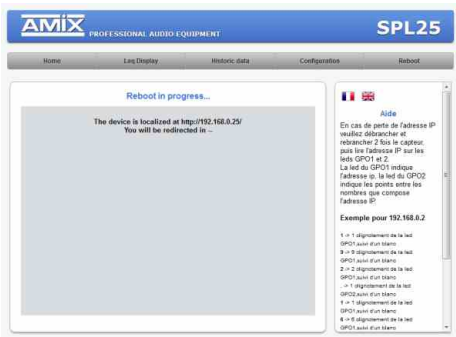 AMIX PROFESSIONAL AUDIO EQUIPMENT
SPL25
Home Leq Display Historic data Configuration Reboot
Reboot in progress...
The device is localized at http://192.168.0.25/
You will be redirected in --
Aide
En cas de perte de l'adresse IP
veuillez débrancher et
rebrancher 2 fois le capteur,
puis lire l'adresse IP sur les
leds GPO1 et 2.
La led du GPO1 indique
l'adresse ip, la led du GPO2
indique les points entre les
nombres que compose
l'adresse IP.
Exemple pour 192.168.0.2
1 -> 1 clignotement de la led
GPO1,suivi d'un blanc
9 -> 9 clignotement de la led
GPO1,suivi d'un blanc
2 -> 2 clignotement de la led
GPO1,suivi d'un blanc
. -> 1 clignotement de la led
GPO2,suivi d'un blanc
1 -> 1 clignotement de la led
GPO1,suivi d'un blanc
6 -> 6 clignotement de la led
GPO1,suivi d'un blanc